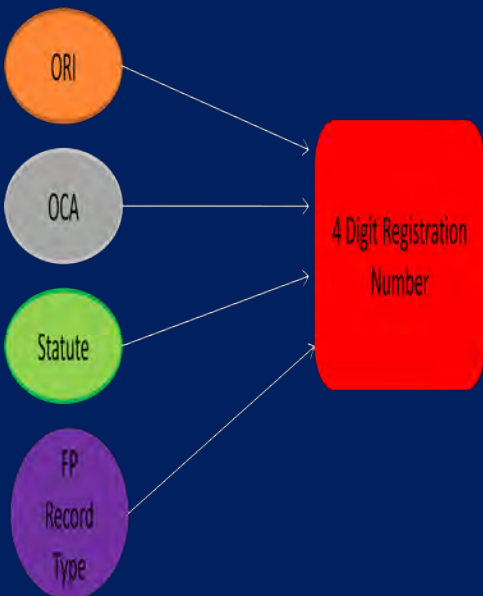 ORI
OCA
4 Digit Registration
Number
Statute
FP
Record
Type